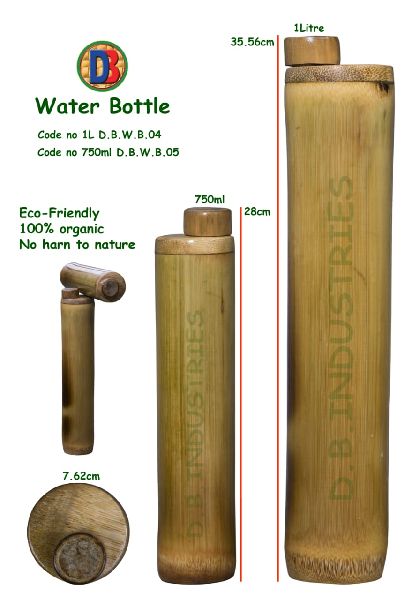 1Litre
35.56cm
DB
Water Bottle
Code no 1L D.B.W.B.04
Code no 750ml D.B.W.B.05
750ml
28cm
Eco-Friendly
100% organic
No harn to nature
7.62cm
D.B.INDUSTRIES
D.B.INDUSTRIES